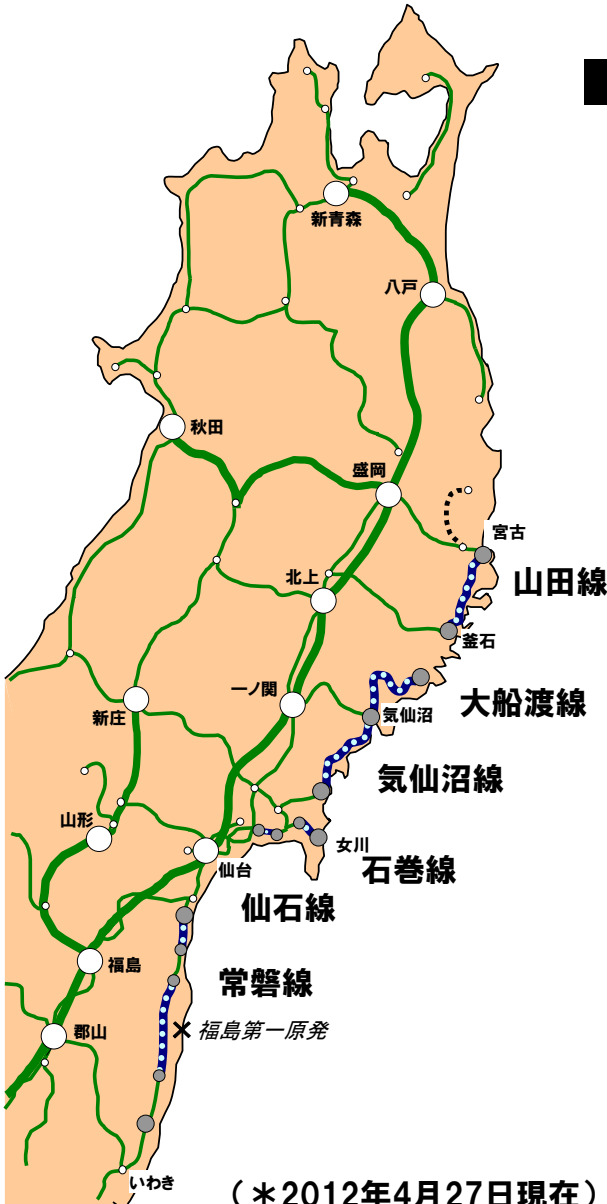 新青森
八戸
秋田
盛岡
宮古
北上
山田線
釜石
一ノ関
大船渡線
新庄
気仙沼
気仙沼線
山形
女川
仙台
石巻線
仙石線
福島
常磐線
郡山
福島第一原発
いわき
（＊2012年4月27日現在）